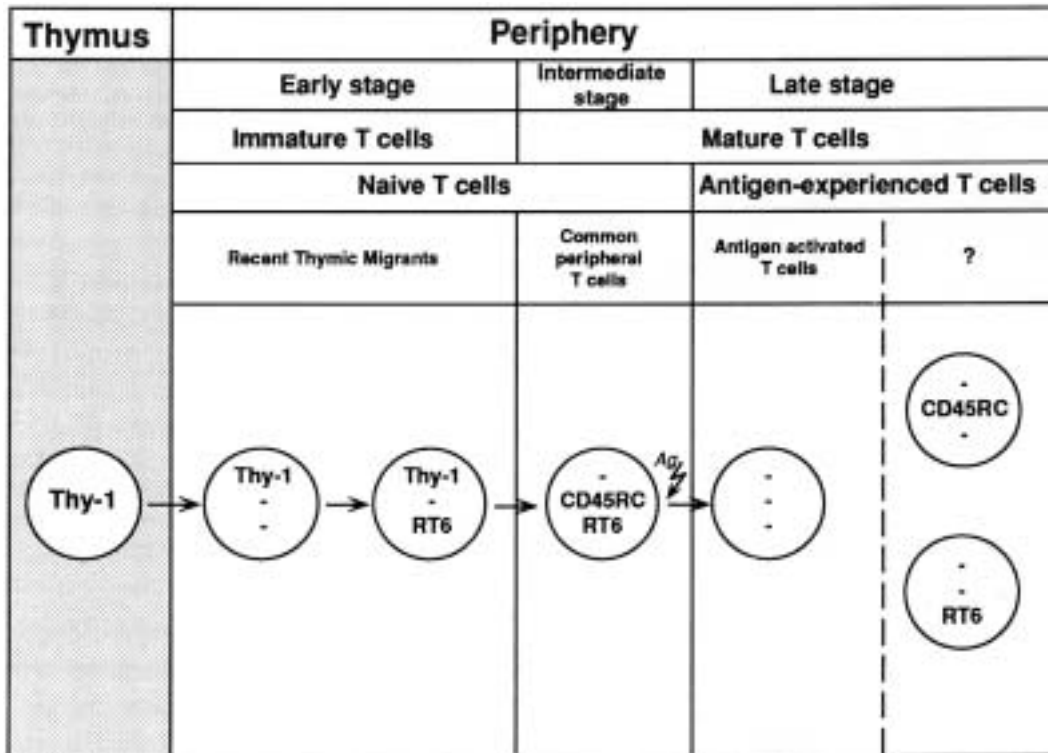 Thymus
Periphery
Early stage
Intermediate
stage
Late stage
Immature T cells
Mature T cells
Naive T cells
Antigen-experienced T cells
Recent Thymic Migrants
Common
peripheral
T cells
Antigen activated
T cells
?
Thy-1
Thy-1
-
-
Thy-1
-
RT6
-
CD45RC
RT6
Ag
-
-
-
-
CD45RC
-
-
-
RT6